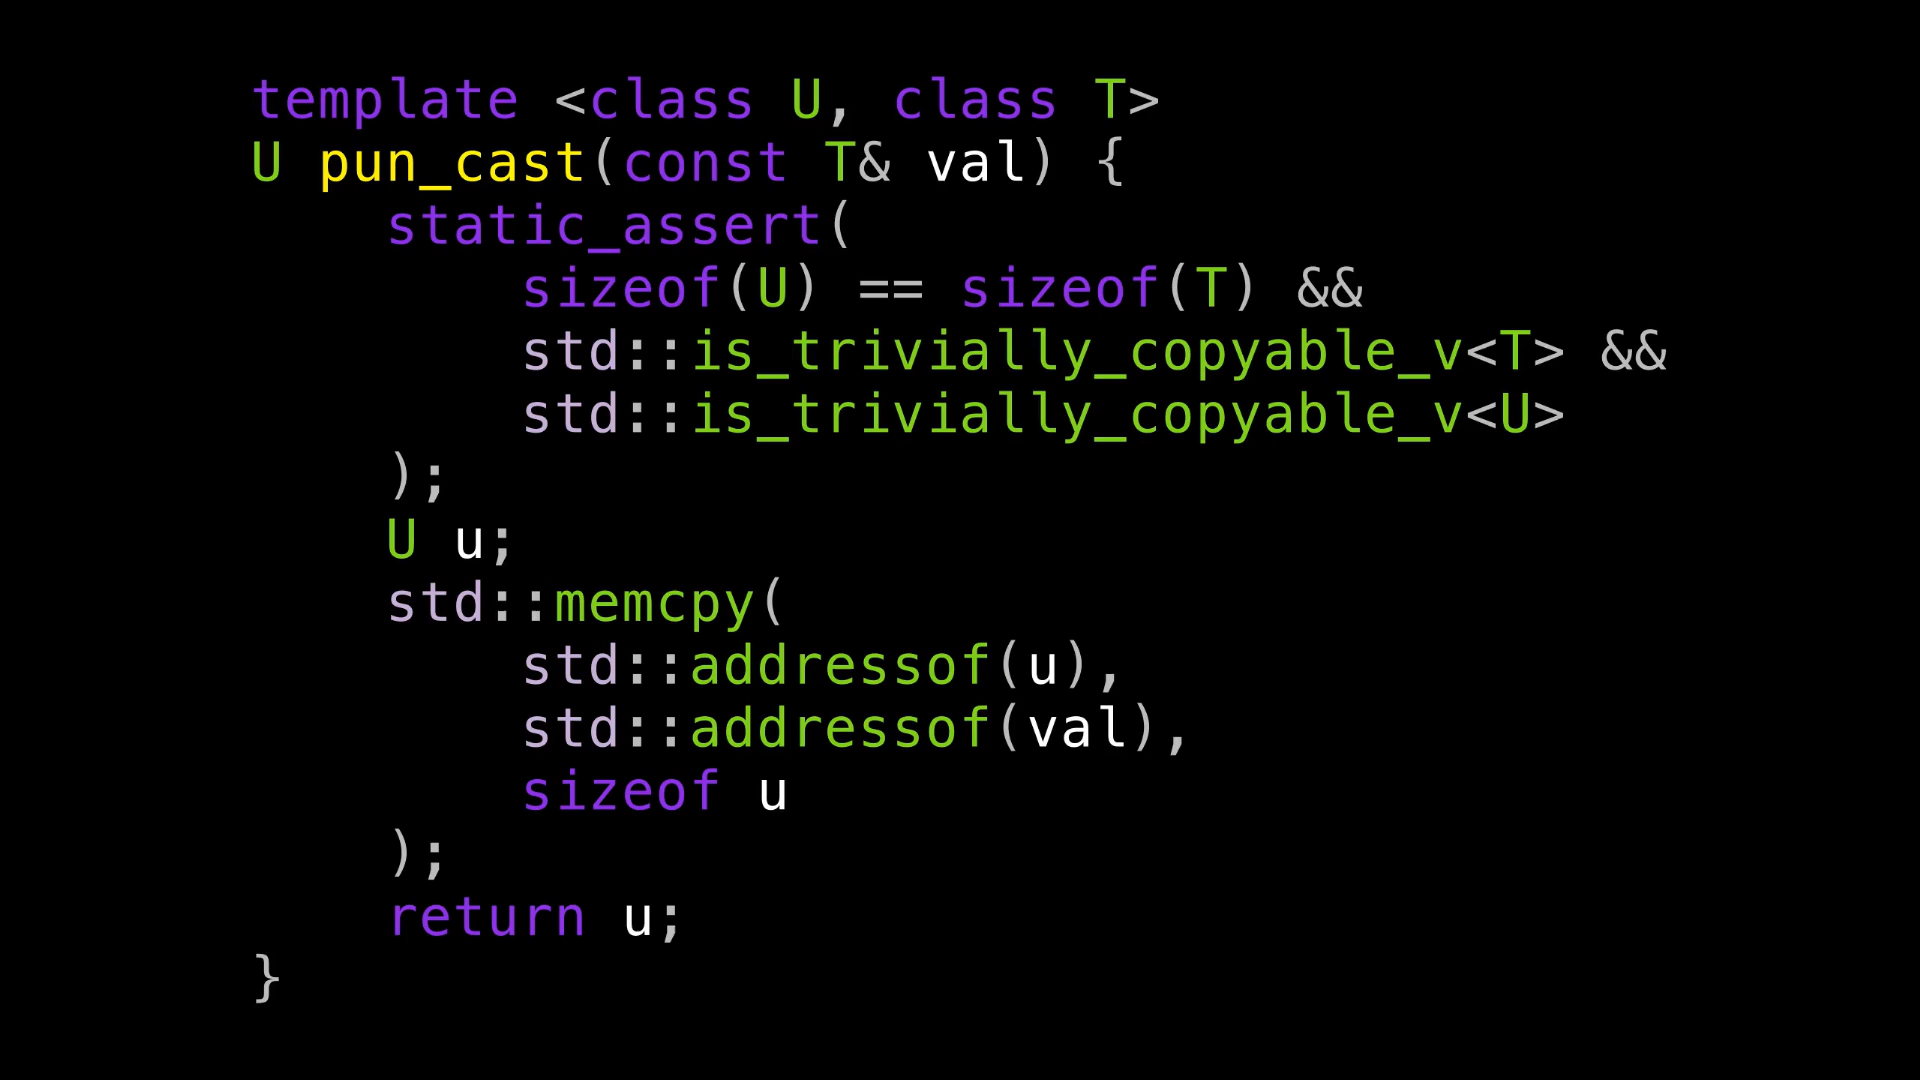 template <class U, class T>
U pun_cast(const T& val) {
    static_assert(
        sizeof(U) == sizeof(T) &&
        std::is_trivially_copyable_v<T> &&
        std::is_trivially_copyable_v<U>
    );
    U u;
    std::memcpy(
        std::addressof(u),
        std::addressof(val),
        sizeof u
    );
    return u;
}